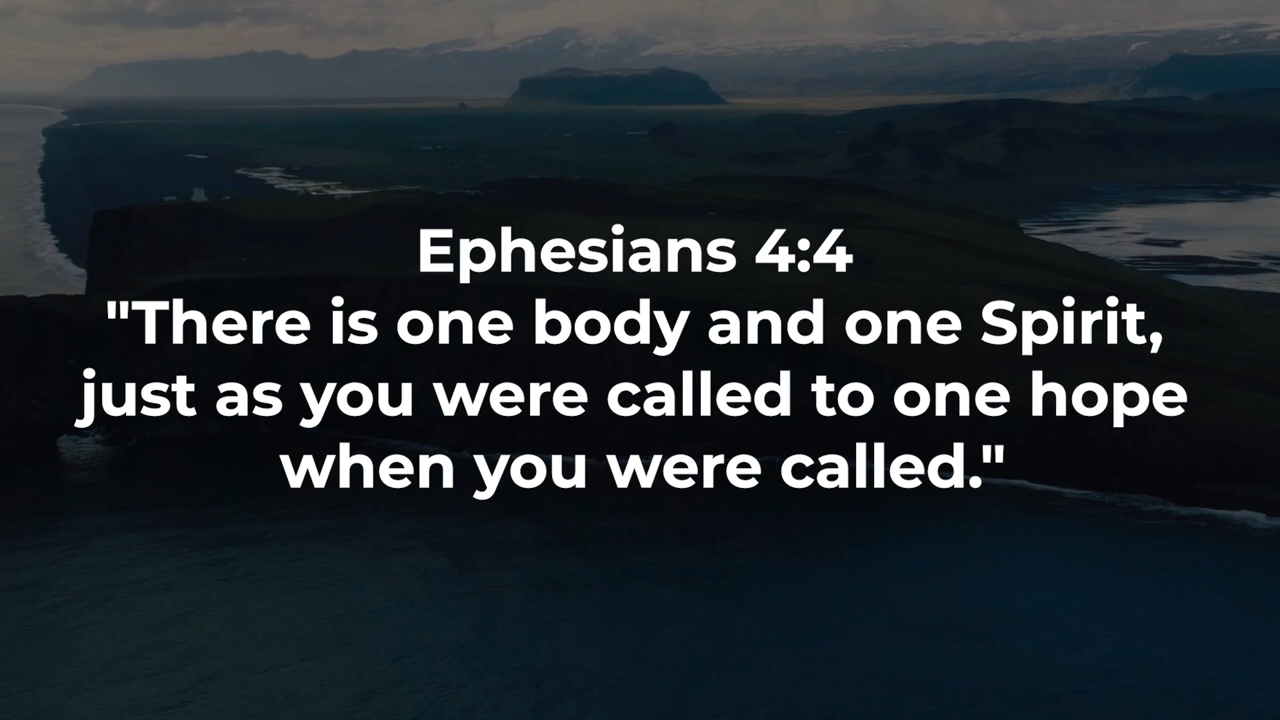 Ephesians 4:4
"There is one body and one Spirit,
just as you were called to one hope
when you were called."